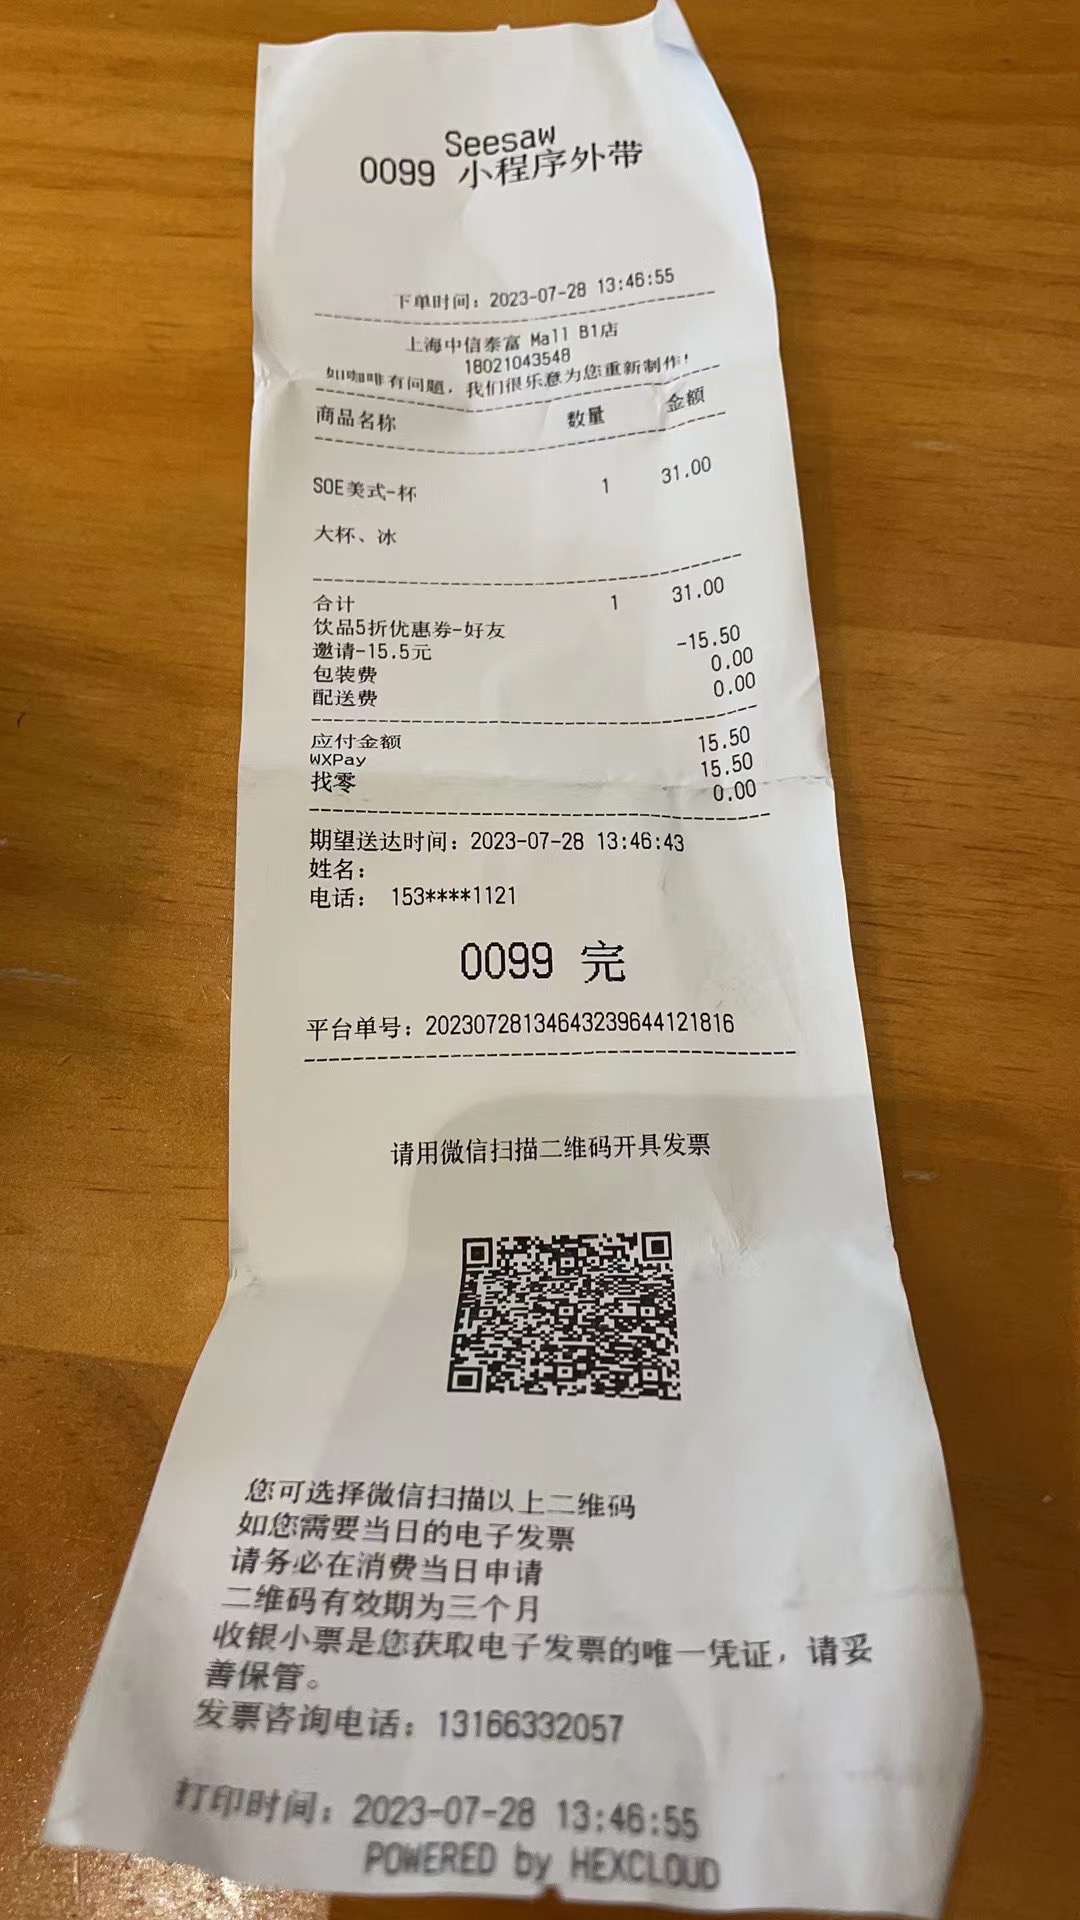 Seesaw
0099 小程序外带
下单时间：2023-07-28 13:46:55
上海中信泰富 Mall B1店
18021043548
如咖啡有问题，我们很乐意为您重新制作！
商品名称 数量 金额
SOE美式-杯 1 31.00
大杯、冰
合计 1 31.00
饮品5折优惠券-好友
邀请-15.5元 -15.50
包装费 0.00
配送费 0.00
应付金额 15.50
WXPay 15.50
找零 0.00
期望送达时间：2023-07-28 13:46:43
姓名：
电话： 153****1121
0099 完
平台单号：20230728134643239644121816
请用微信扫描二维码开具发票
您可选择微信扫描以上二维码
如您需要当日的电子发票
请务必在消费当日申请
二维码有效期为三个月
收银小票是您获取电子发票的唯一凭证，请妥
善保管。
发票咨询电话：13166332057
打印时间：2023-07-28 13:46:55
POWERED by HEXCLOUD